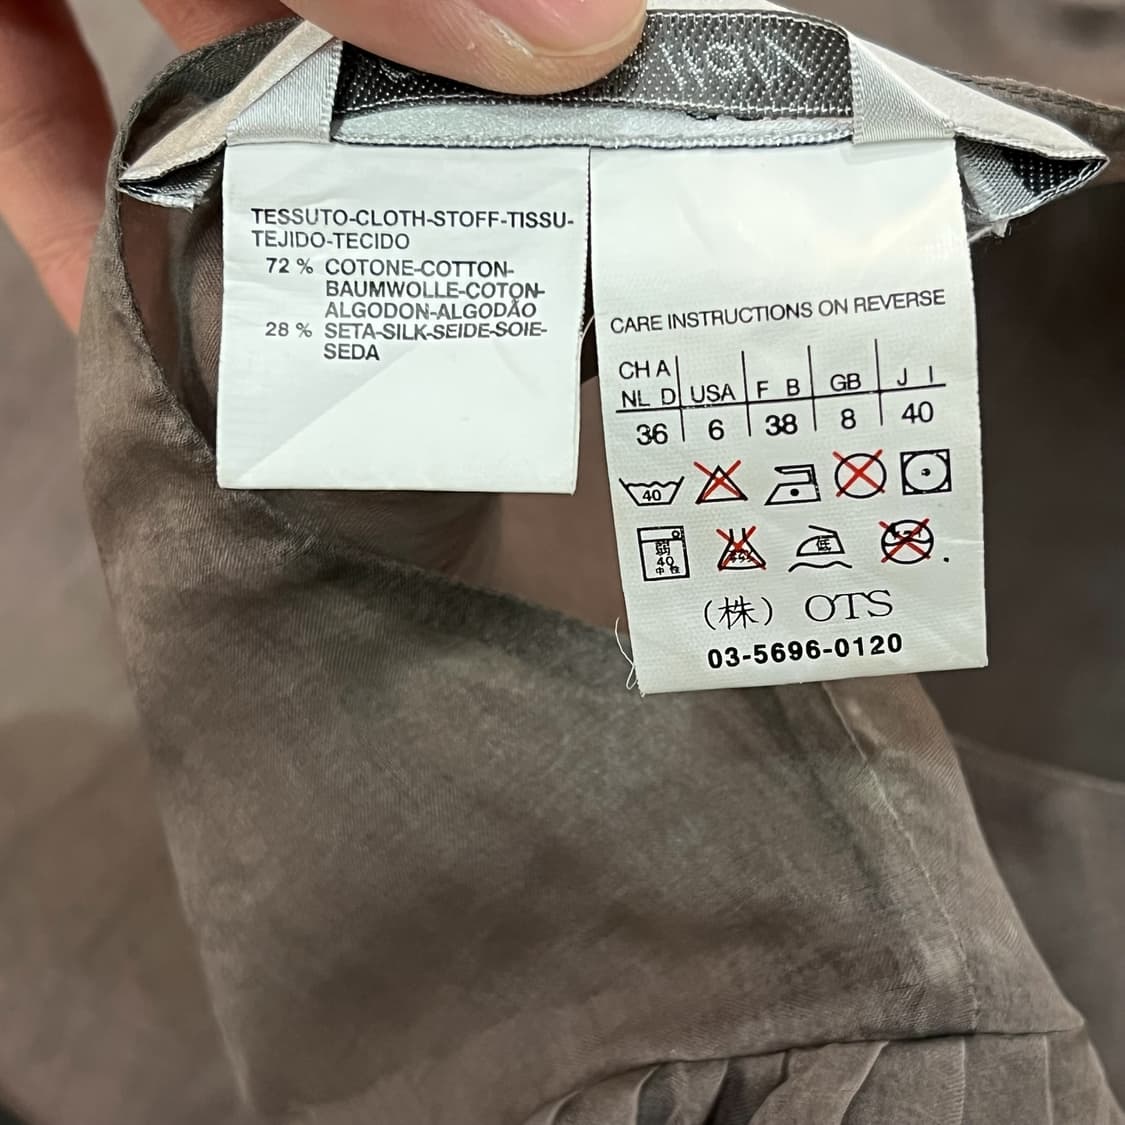 TESSUTO-CLOTH-STOFF-TISSU-
TEJIDO-TECIDO
72 % COTONE-COTTON-
BAUMWOLLE-COTON-
ALGODON-ALGODÃO
28 % SETA-SILK-SEIDE-SOIE-
SEDA
CARE INSTRUCTIONS ON REVERSE
CH A NL D USA F B GB J I
36 6 38 8 40
40
弱 40 中性 低
(株) OTS
03-5696-0120